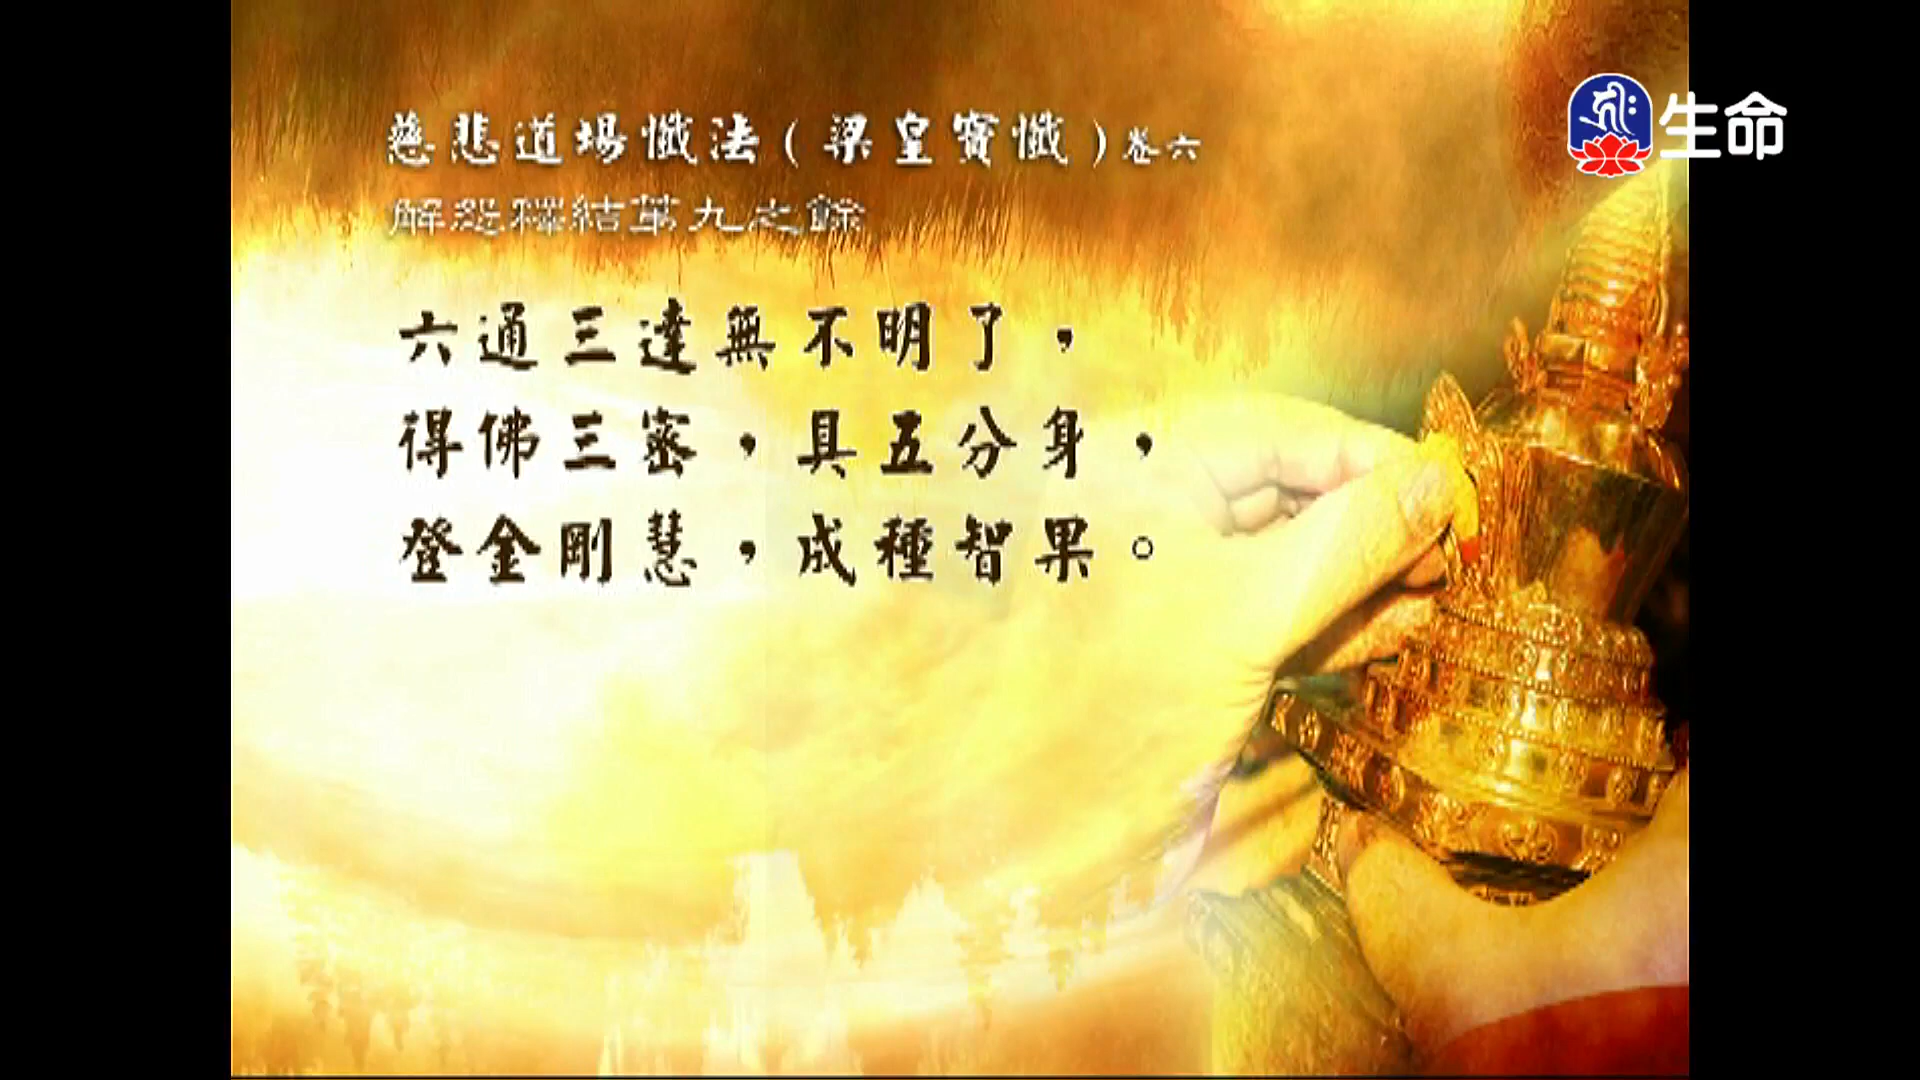 慈悲道場懺法(梁皇寶懺)卷六
生命
解怨釋結第九之餘
六通三達無不明了,
得佛三密,具五分身,
登金剛慧,成種智果。